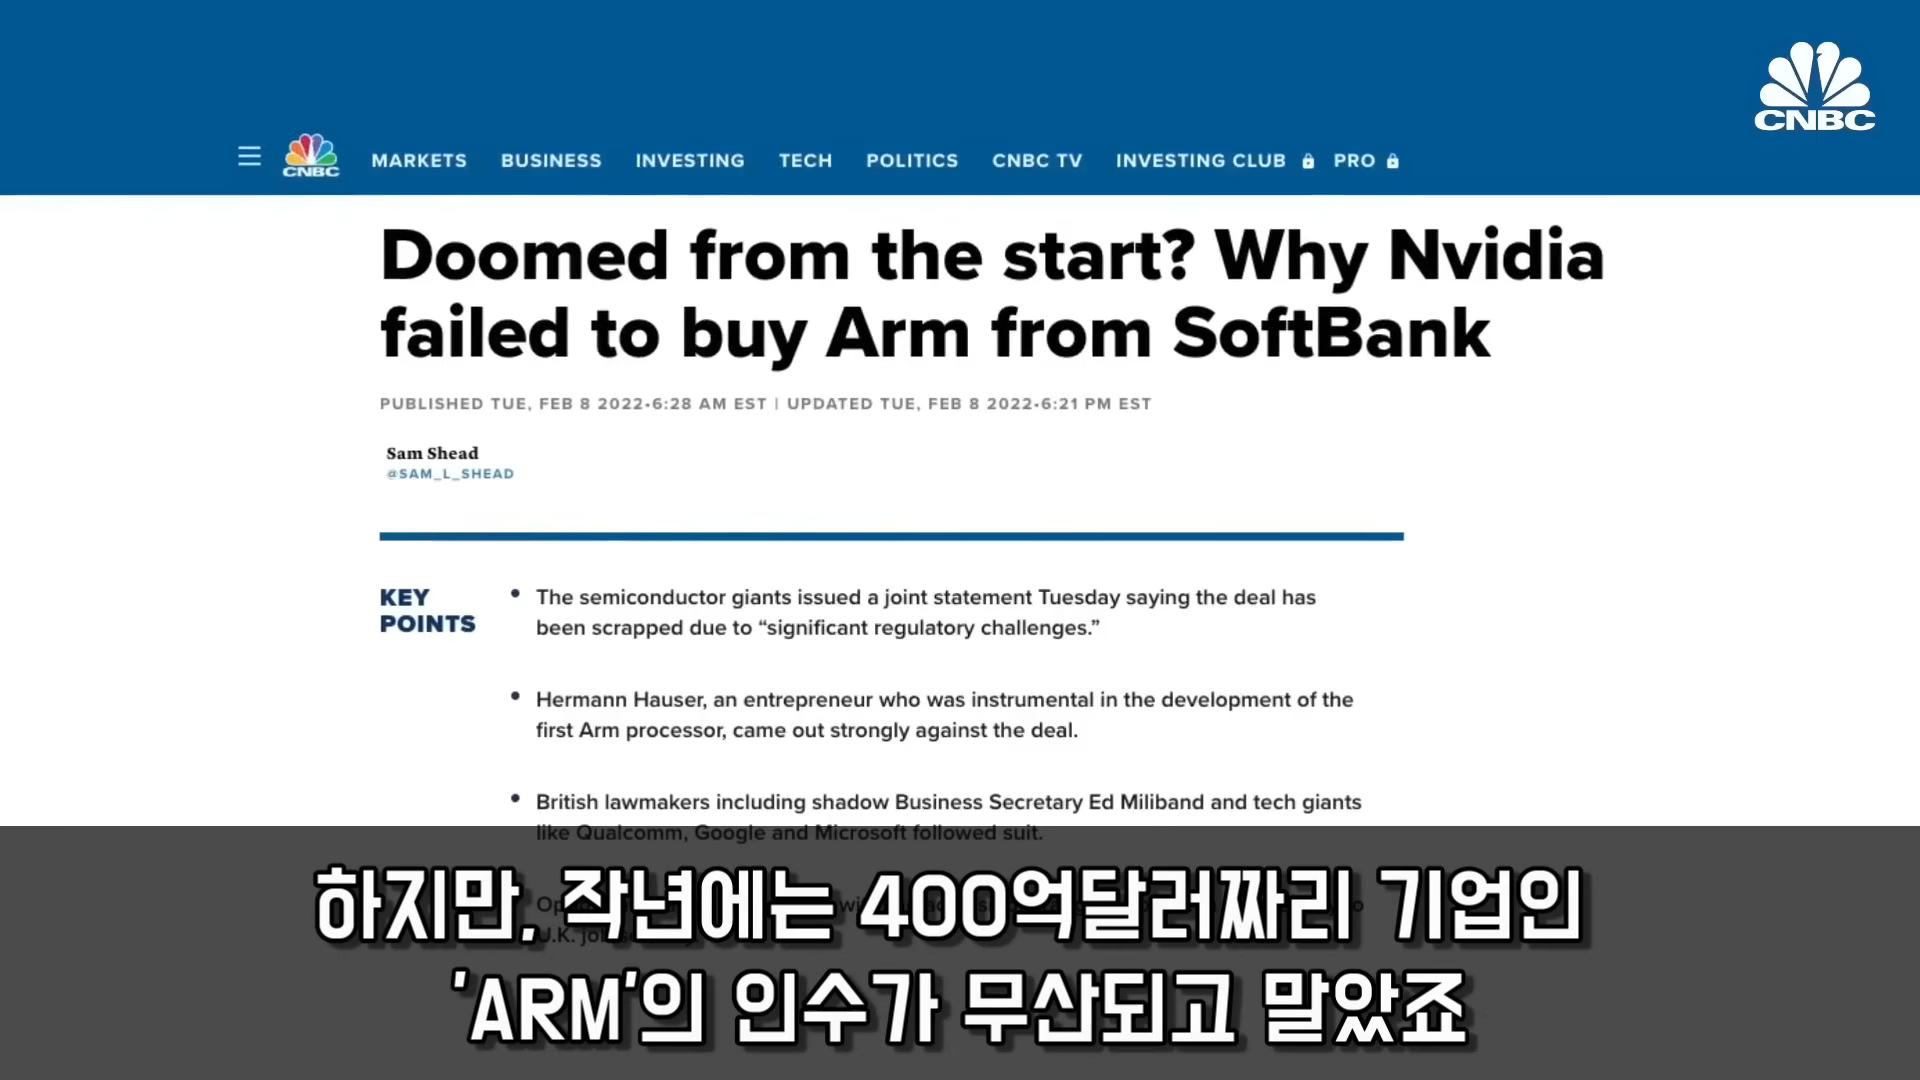 CNBC
CNBC
MARKETS BUSINESS INVESTING TECH POLITICS CNBC TV INVESTING CLUB PRO
Doomed from the start? Why Nvidia
failed to buy Arm from SoftBank
PUBLISHED TUE, FEB 8 2022•6:28 AM EST | UPDATED TUE, FEB 8 2022•6:21 PM EST
Sam Shead
@SAM_L_SHEAD
KEY
POINTS
• The semiconductor giants issued a joint statement Tuesday saying the deal has
been scrapped due to “significant regulatory challenges.”
• Hermann Hauser, an entrepreneur who was instrumental in the development of the
first Arm processor, came out strongly against the deal.
• British lawmakers including shadow Business Secretary Ed Miliband and tech giants
like Qualcomm, Google and Microsoft followed suit.
U.K.
하지만, 작년에는 400억달러짜리 기업인
'ARM'의 인수가 무산되고 말았죠